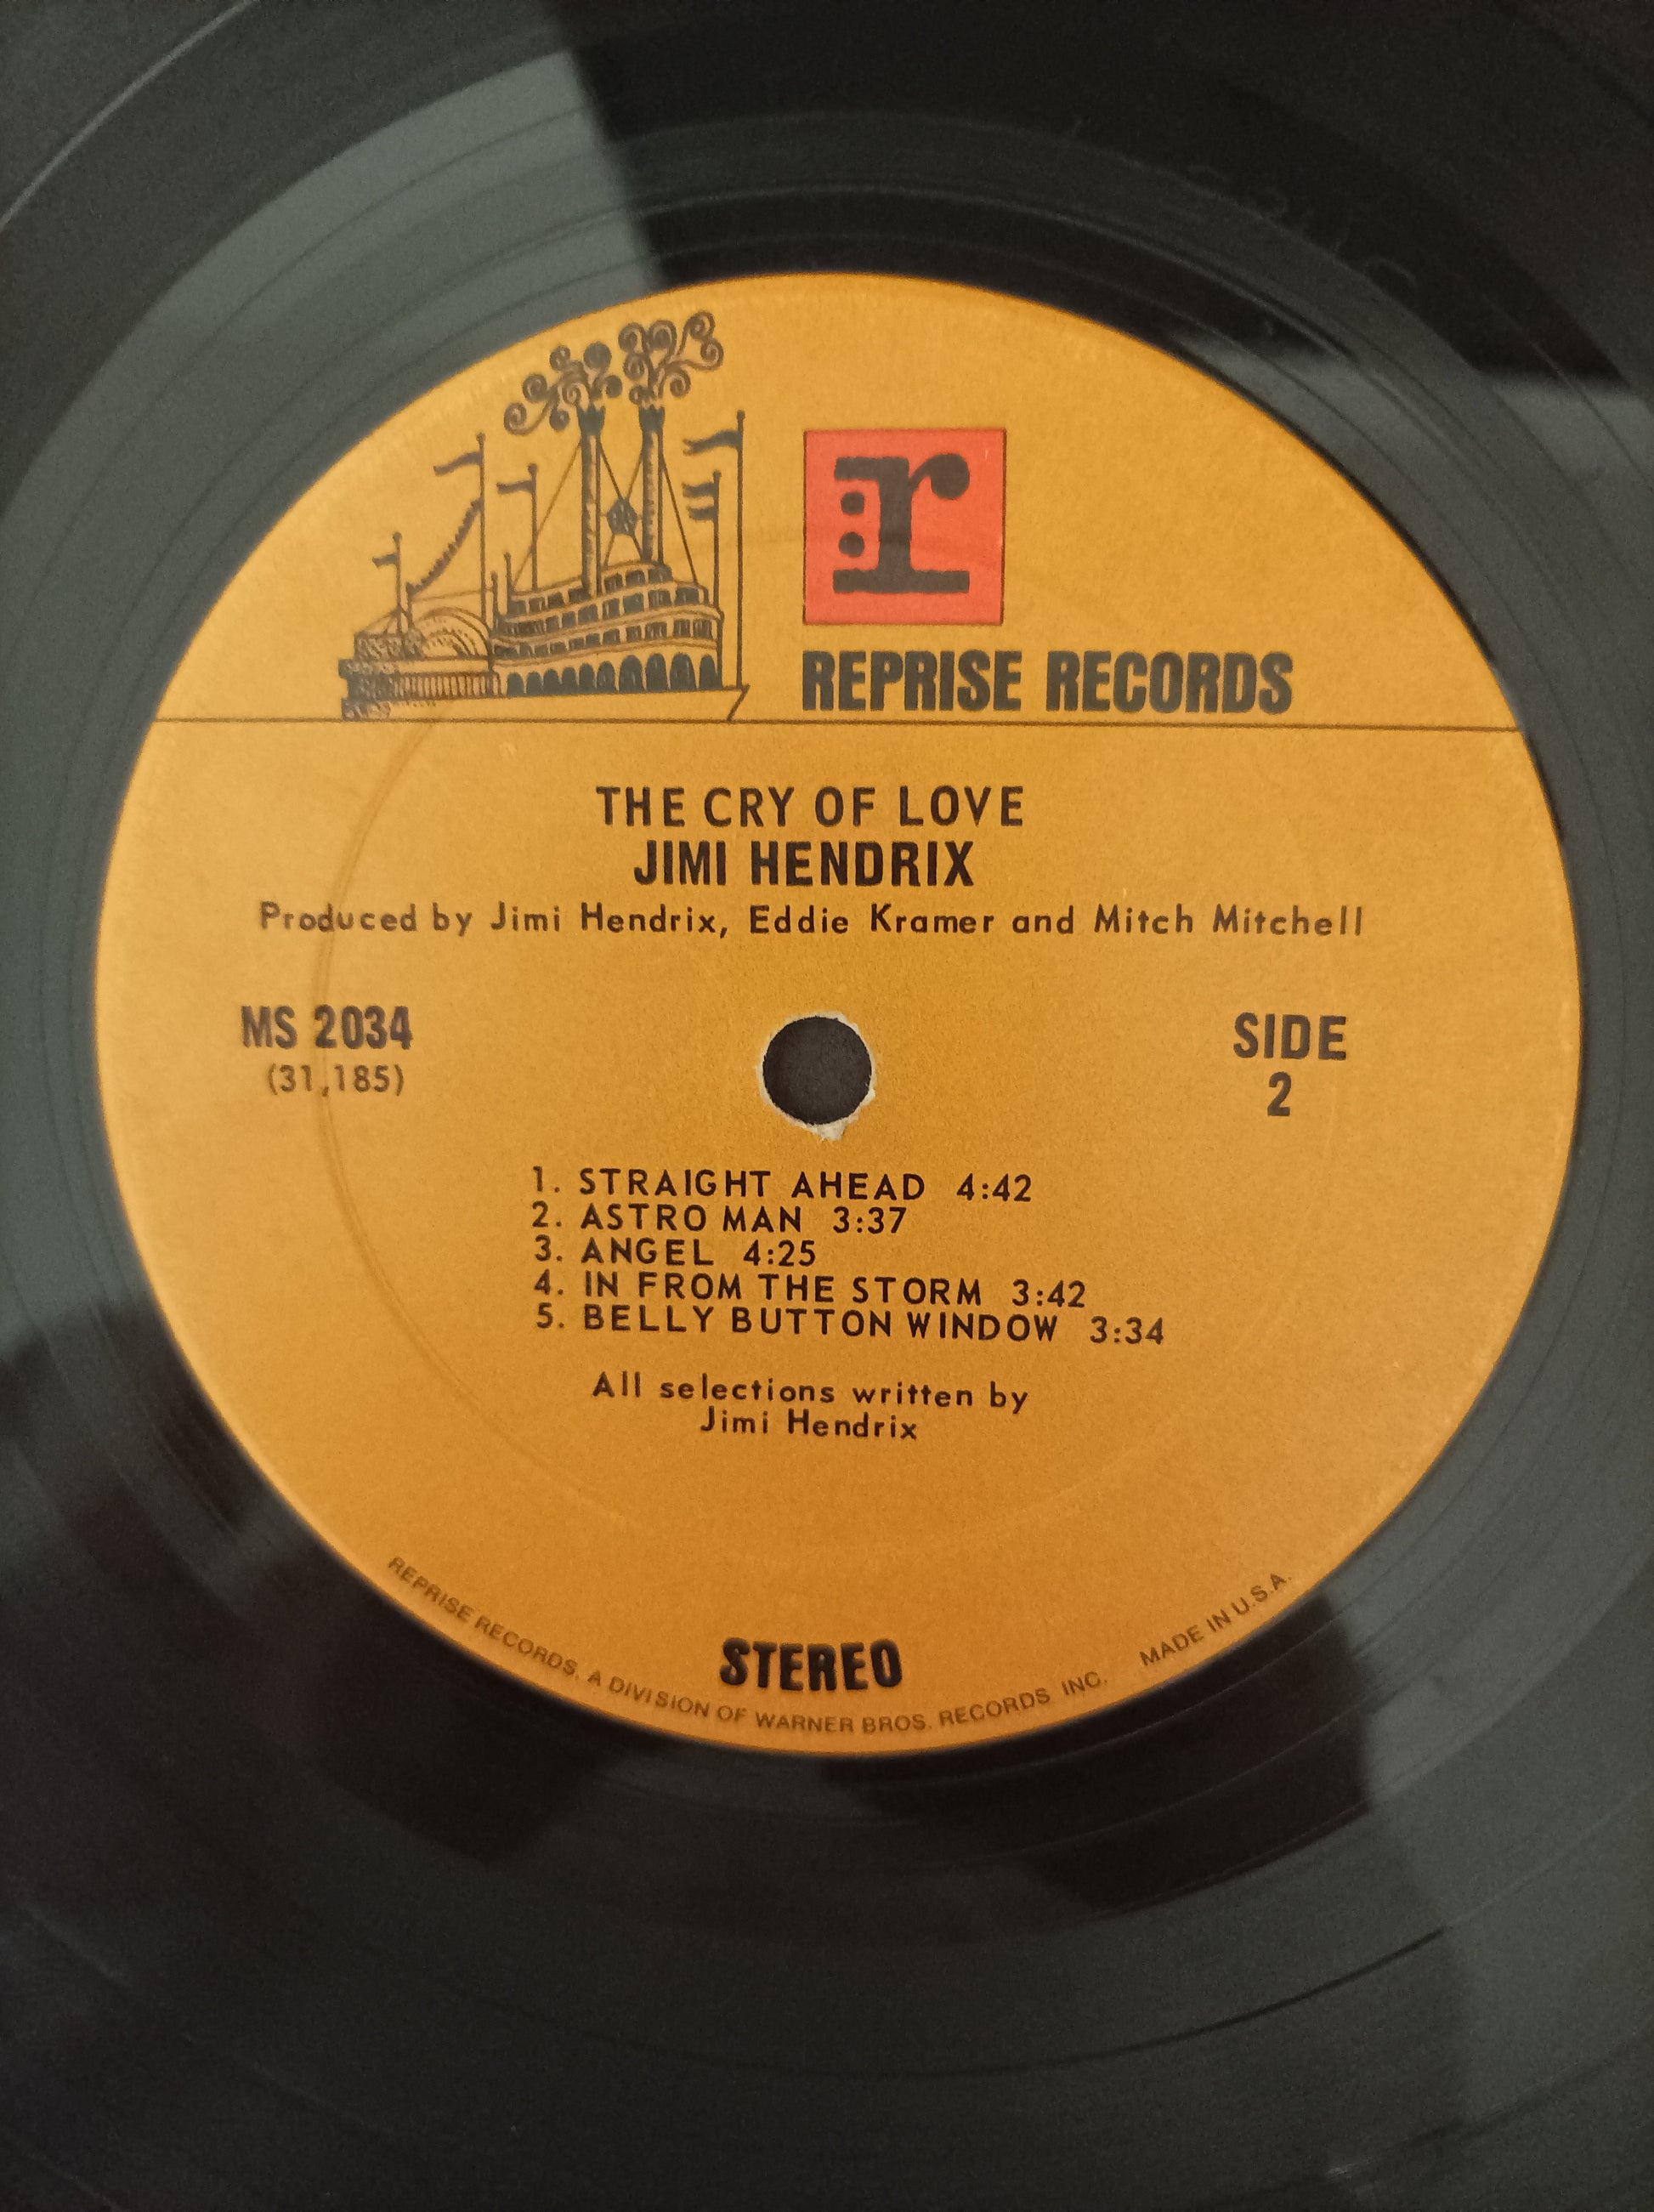 r
REPRISE RECORDS
THE CRY OF LOVE
JIMI HENDRIX
Produced by Jimi Hendrix, Eddie Kramer and Mitch Mitchell
MS 2034
(31,185)
SIDE
2
1. STRAIGHT AHEAD 4:42
2. ASTRO MAN 3:37
3. ANGEL 4:25
4. IN FROM THE STORM 3:42
5. BELLY BUTTON WINDOW 3:34
All selections written by
Jimi Hendrix
STEREO
REPRISE RECORDS, A DIVISION OF WARNER BROS. RECORDS INC. MADE IN U.S.A.